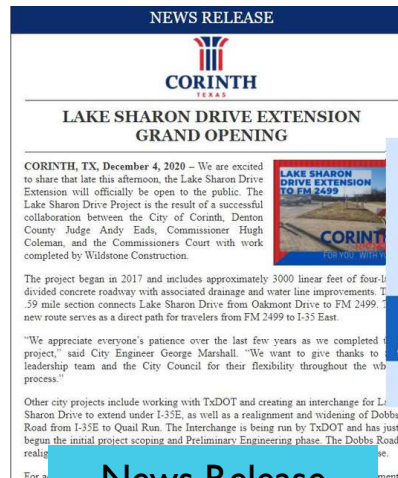 NEWS RELEASE
CORINTH
TEXAS
LAKE SHARON DRIVE EXTENSION
GRAND OPENING
CORINTH, TX, December 4, 2020 – We are excited
to share that late this afternoon, the Lake Sharon Drive
Extension will officially be open to the public. The
Lake Sharon Drive Project is the result of a successful
collaboration between the City of Corinth, Denton
County Judge Andy Eads, Commissioner Hugh
Coleman, and the Commissioners Court with work
completed by Wildstone Construction.
LAKE SHARON
DRIVE EXTENSION
TO FM 2499
CORINT
FOR YOU WITH Y
The project began in 2017 and includes approximately 3000 linear feet of
divided concrete roadway with associated drainage and water line improvements.
.59 mile section connects Lake Sharon Drive from Oakmont Drive to FM 2499.
new route serves as a direct path for travelers from FM 2499 to I-35 East.
"We appreciate everyone's patience over the last few years as we completed
project," said City Engineer George Marshall. "We want to give thanks to
leadership team and the City Council for their flexibility throughout the
process."
Other city projects include working with TxDOT and creating an interchange for
Sharon Drive to extend under I-35E, as well as a realignment and widening of Dobbs
Road from I-35E to Quail Run. The Interchange is being run by TxDOT and has just
begun the initial project scoping and Preliminary Engineering phase. The Dobbs Road
News Release